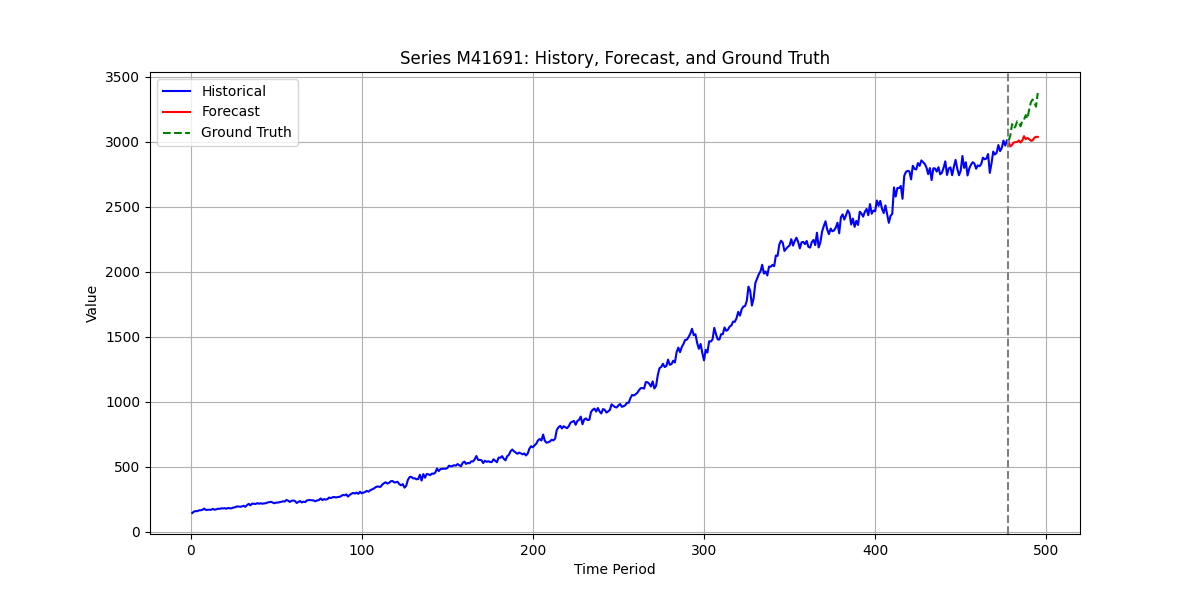 Series M41691: History, Forecast, and Ground Truth
Historical
Forecast
Ground Truth
Value
3500
3000
2500
2000
1500
1000
500
0
0 100 200 300 400 500
Time Period